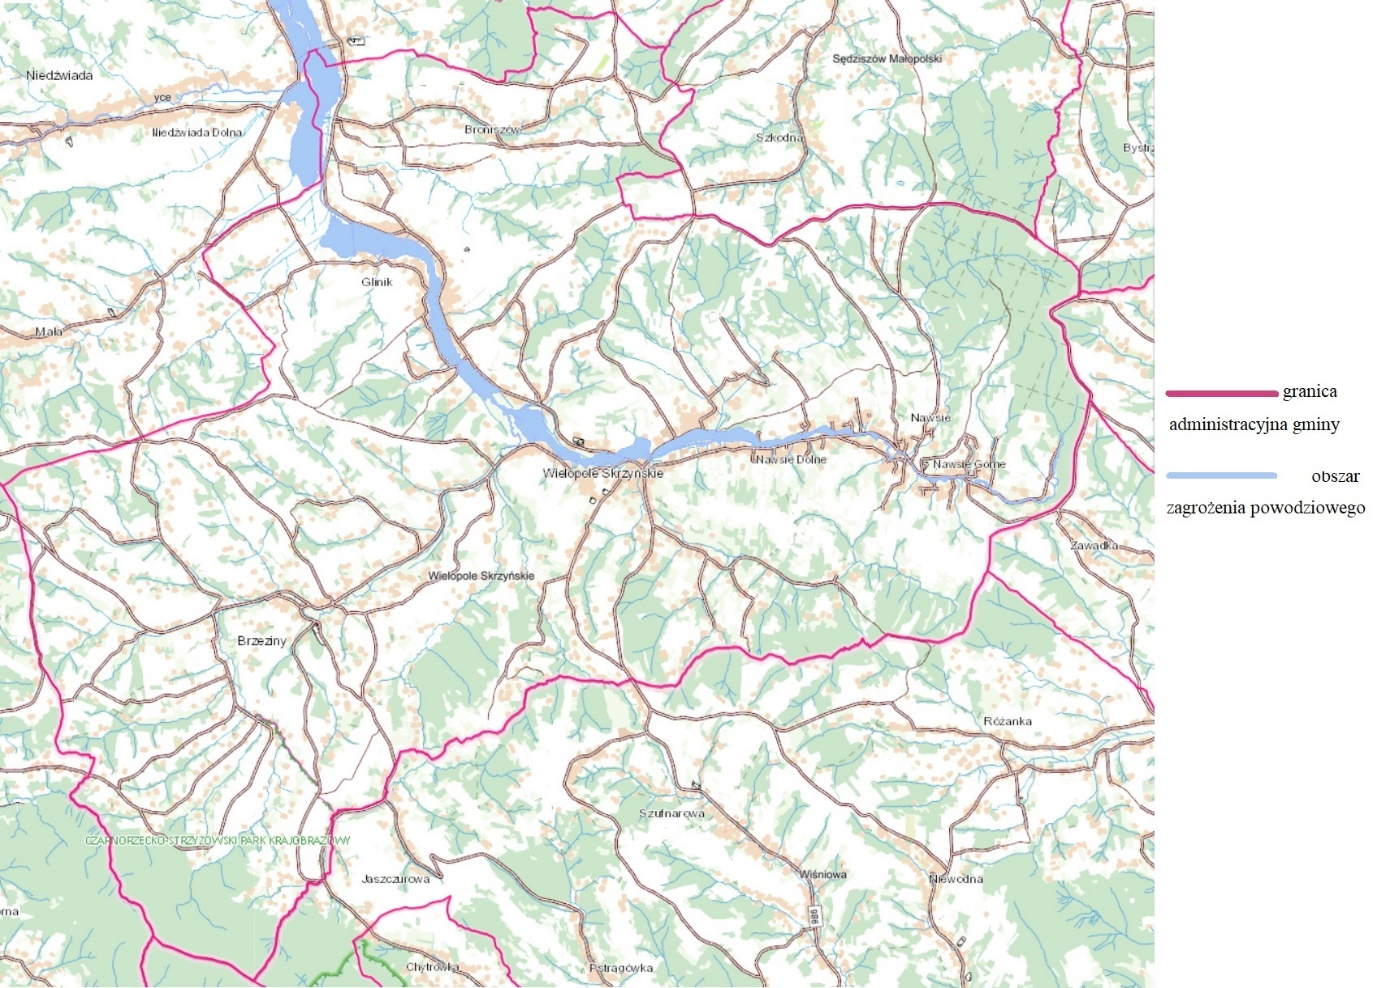 Sędziszów Małopolski
Niedźwiada
yce
Niedźwiada Dolna
Broniszów
Szkodna
Glinik
Mała
granica
administracyjna gminy
Nawsie
Nawsie Dolne
Nawsie Górne
Wielopole Skrzyńskie
obszar
zagrożenia powodziowego
Zawadka
Wielopole Skrzyńskie
Brzeziny
Różanka
Szufnarowa
CZARNORZECKO-STRZYŻOWSKI PARK KRAJOBRAZOWY
Jaszczurowa
Wiśniowa
Niewodna
986
Chytrówka
Pstrągówka